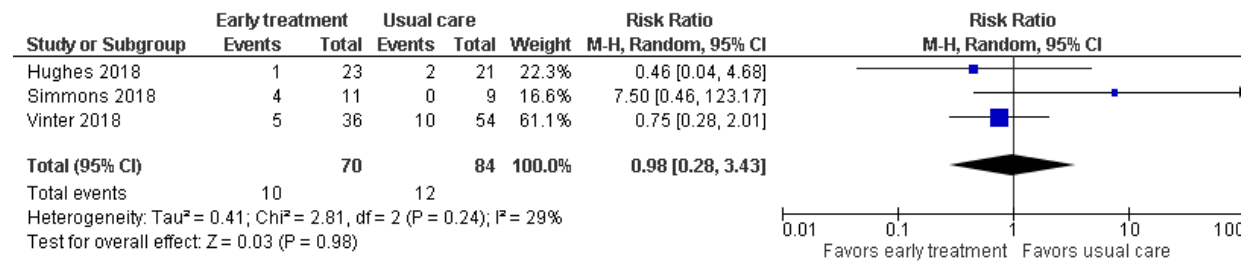 Early treatment Usual care Risk Ratio Risk Ratio
Study or Subgroup Events Total Events Total Weight M-H, Random, 95% CI M-H, Random, 95% CI
Hughes 2018 1 23 2 21 22.3% 0.46 [0.04, 4.68]
Simmons 2018 4 11 0 9 16.6% 7.50 [0.46, 123.17]
Vinter 2018 5 36 10 54 61.1% 0.75 [0.28, 2.01]
Total (95% CI) 70 84 100.0% 0.98 [0.28, 3.43]
Total events 10 12
Heterogeneity: Tau² = 0.41; Chi² = 2.81, df = 2 (P = 0.24); I² = 29%
Test for overall effect: Z = 0.03 (P = 0.98)
0.01 0.1 1 10 100
Favors early treatment Favors usual care